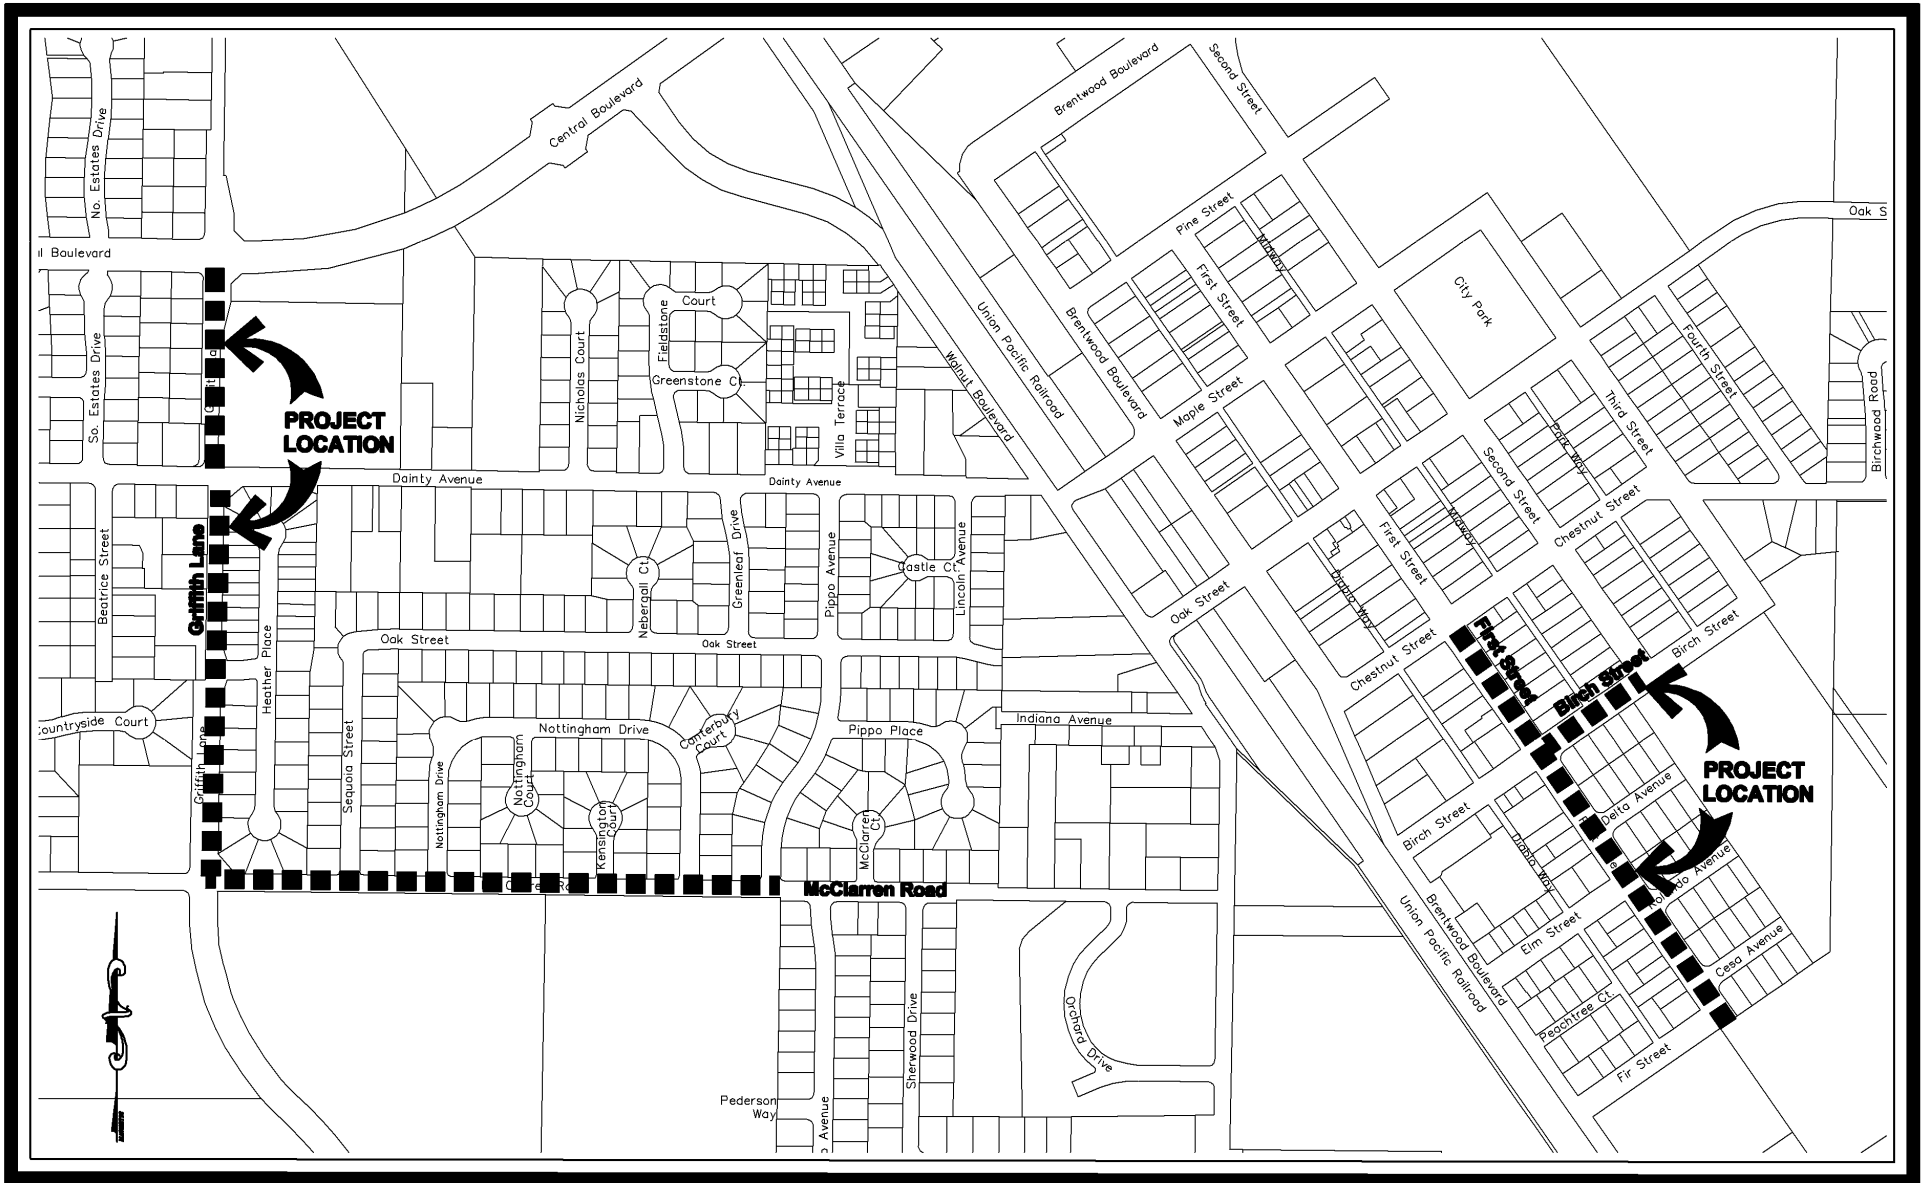 Central Boulevard
Brentwood Boulevard
Second Street
No. Estates Drive
Pine Street
Oak S
l Boulevard
Midway
First Street
City Park
Court
Fieldstone
Union Pacific Railroad
Brentwood Boulevard
Nicholas Court
So. Estates Drive
Walnut Boulevard
Fourth Street
Greenstone Ct.
Villa Terrace
Maple Street
Third Street
Birchwood Road
PROJECT
LOCATION
Park Way
Second Street
Dainty Avenue
Dainty Avenue
Chestnut Street
Midway
First Street
Griffith Lane
Beatrice Street
Greenleaf Drive
Pippo Avenue
Castle Ct.
Lincoln Avenue
Nebergall Ct.
Diablo Way
Oak Street
Heather Place
Oak Street
Oak Street
Chestnut Street
First Street
Birch Street
Birch Street
Countryside Court
Nottingham Drive
Canterbury
Court
Pippo Place
Indiana Avenue
Griffith Lane
Sequoia Street
Nottingham Drive
Nottingham
Court
Kensington
Court
McClarren
Ct.
PROJECT
LOCATION
Delta Avenue
Birch Street
Diablo Way
Avenue
McClarren Road
Brentwood Boulevard
Union Pacific Railroad
Elm Street
Cesa Avenue
Peachtree Ct.
Fir Street
Sherwood Drive
Orchard Drive
Pederson
Way
Avenue